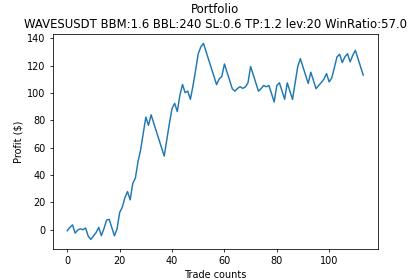 Portfolio
WAVESUSDT BBM:1.6 BBL:240 SL:0.6 TP:1.2 lev:20 WinRatio:57.0
140
120
100
80
60
40
20
0
Profit ($)
0 20 40 60 80 100
Trade counts